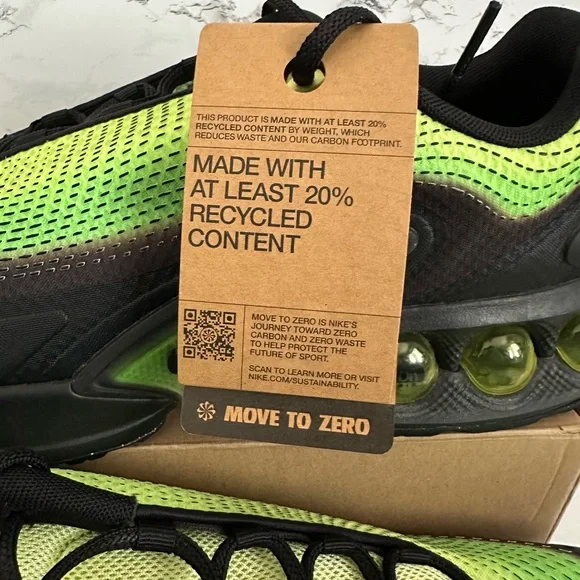 THIS PRODUCT IS MADE WITH AT LEAST 20%
RECYCLED CONTENT BY WEIGHT, WHICH
REDUCES WASTE AND OUR CARBON FOOTPRINT.
MADE WITH
AT LEAST 20%
RECYCLED
CONTENT
MOVE TO ZERO IS NIKE'S
JOURNEY TOWARD ZERO
CARBON AND ZERO WASTE
TO HELP PROTECT THE
FUTURE OF SPORT.
SCAN TO LEARN MORE OR VISIT
NIKE.COM/SUSTAINABILITY.
MOVE TO ZERO